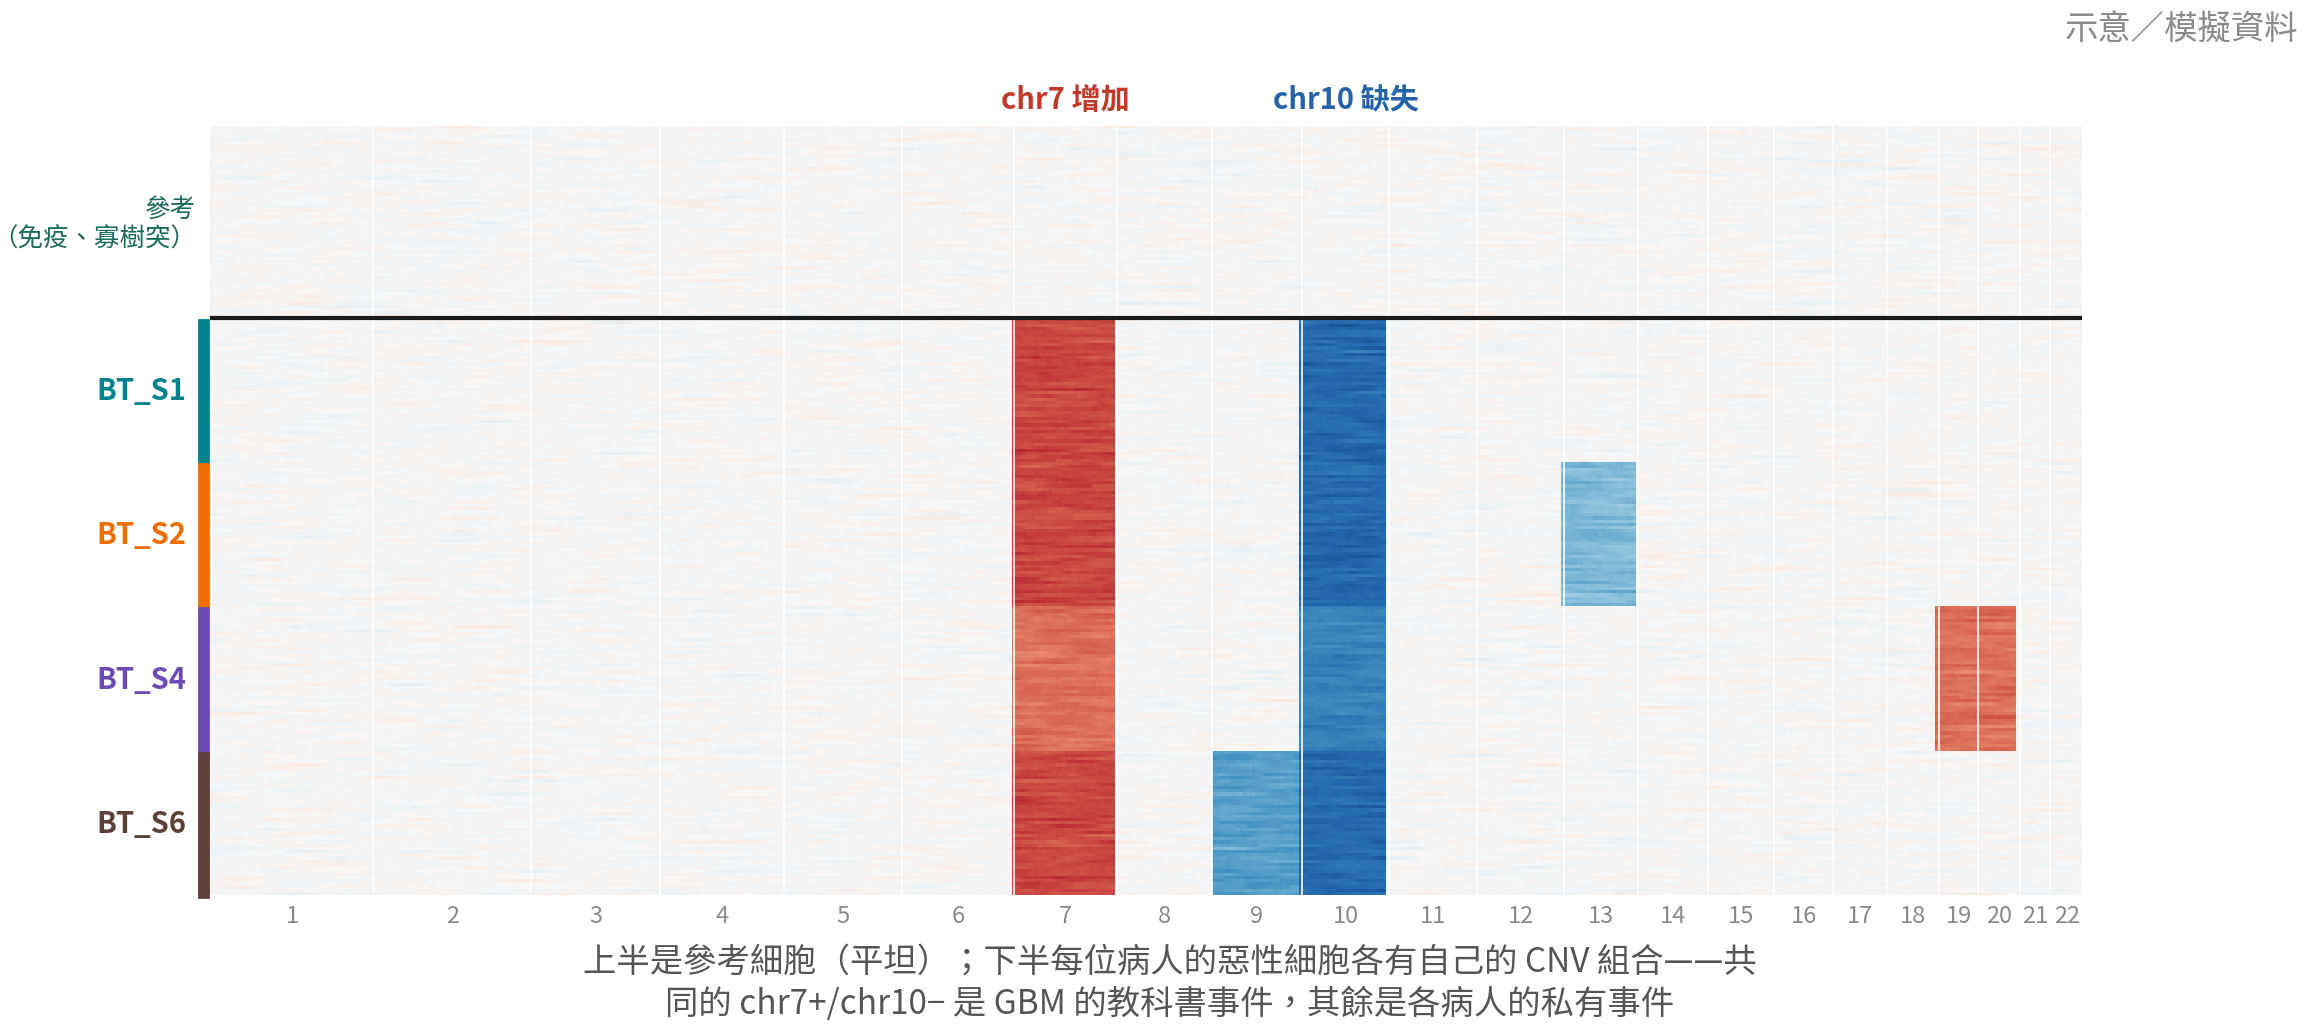 示意／模擬資料
chr7 增加
chr10 缺失
參考
（免疫、寡樹突）
BT_S1
BT_S2
BT_S4
BT_S6
1 2 3 4 5 6 7 8 9 10 11 12 13 14 15 16 17 18 19 20 21 22
上半是參考細胞（平坦）；下半每位病人的惡性細胞各有自己的 CNV 組合——共
同的 chr7+/chr10− 是 GBM 的教科書事件，其餘是各病人的私有事件